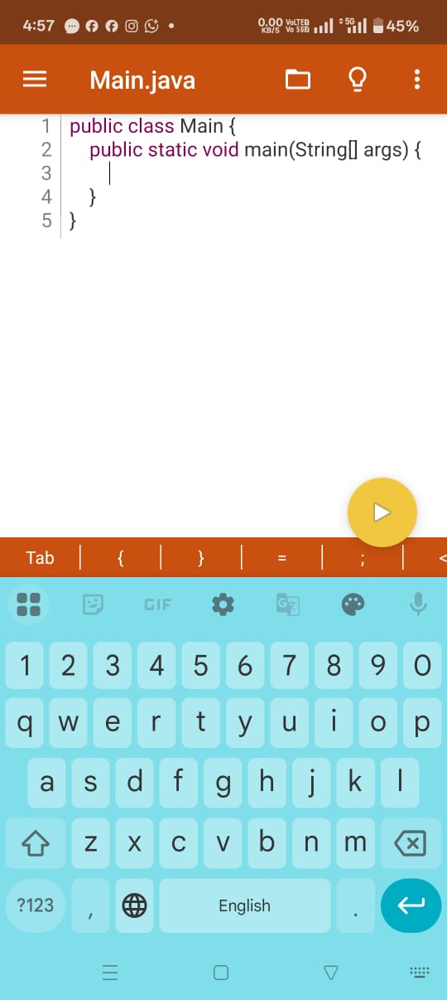 4:57 0.00 KB/S VoLTE1 Vo 5G2 5G 45%
Main.java
1 public class Main {
2 public static void main(String[] args) {
3
4 }
5 }
Tab { } = ; <
GIF
1 2 3 4 5 6 7 8 9 0
q w e r t y u i o p
a s d f g h j k l
z x c v b n m
?123 , English .